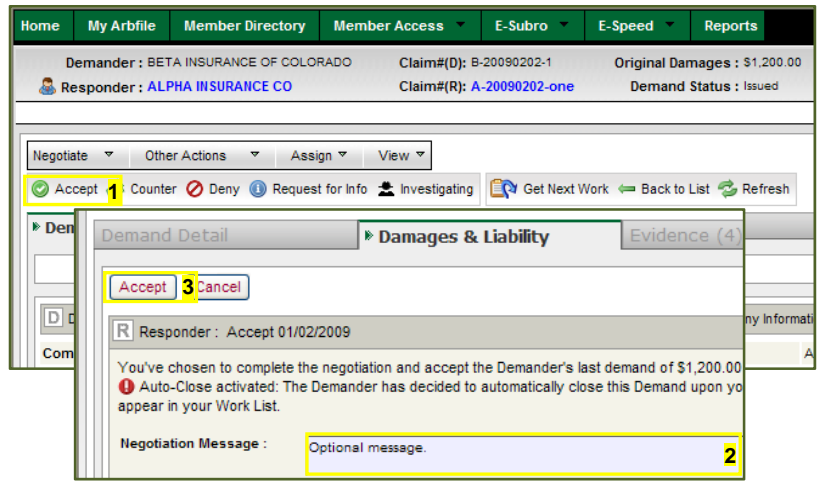 Home My Arbfile Member Directory Member Access E-Subro E-Speed Reports
Demander : BETA INSURANCE OF COLORADO Claim#(D): B-20090202-1 Original Damages : $1,200.00
Responder : ALPHA INSURANCE CO Claim#(R): A-20090202-one Demand Status : Issued
Negotiate Other Actions Assign View
Accept 1 Counter Deny Request for Info Investigating Get Next Work Back to List Refresh
Den
Demand Detail Damages & Liability Evidence (4)
Accept 3 Cancel
D
R Responder : Accept 01/02/2009
ny Informati
Com
You've chosen to complete the negotiation and accept the Demander's last demand of $1,200.00
Auto-Close activated: The Demander has decided to automatically close this Demand upon yo
appear in your Work List.
Negotiation Message : Optional message. 2